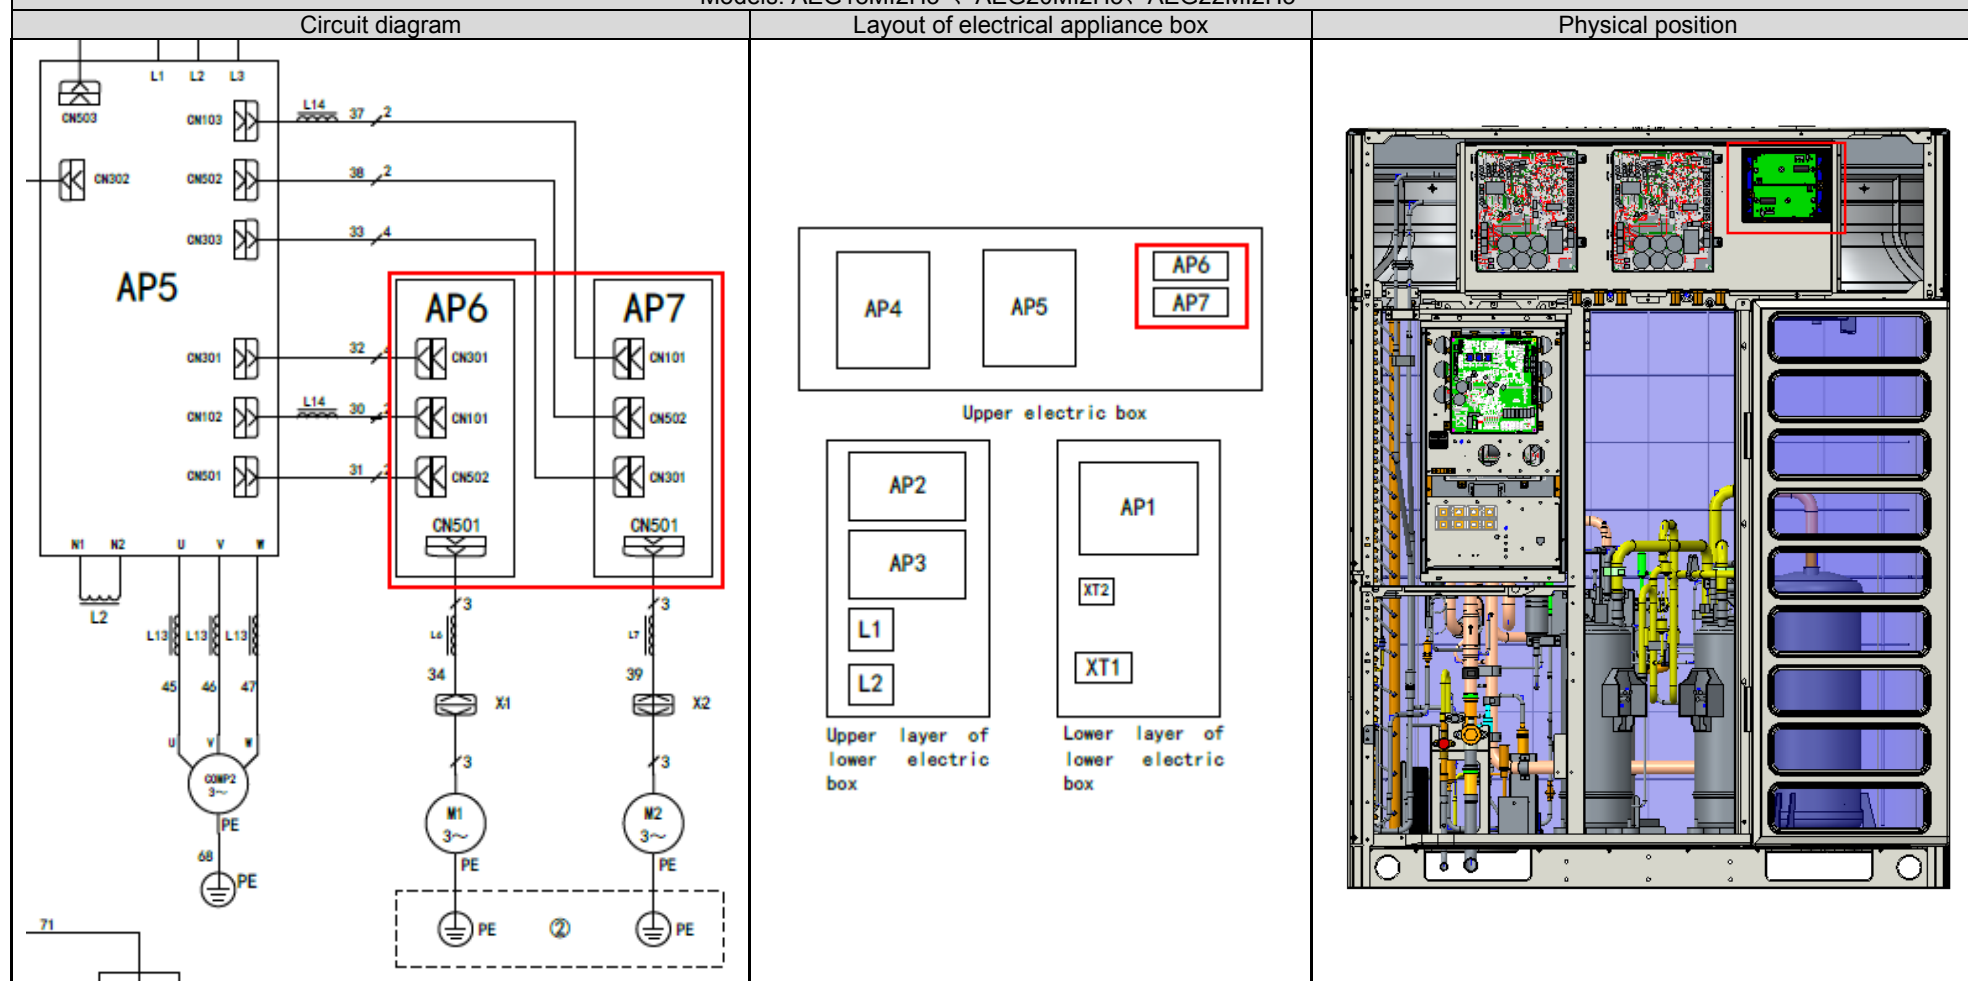 Circuit diagram
Layout of electrical appliance box
Physical position
L1 L2 L3
CN503
CN103
L14
37
2
CN302
CN502
38
2
CN303
33
4
AP5
AP6
AP7
CN301
32
CN301
CN101
CN102
L14
30
CN101
CN502
CN501
31
CN502
CN301
CN501
CN501
N1 N2 U V W
L2
3
3
L13 L13 L13
L6
L7
45 46 47
34
39
X1
X2
U V W
3
3
COMP2
3~
M1
3~
M2
3~
PE
PE
PE
68
PE
PE
②
PE
71
AP4
AP5
AP6
AP7
Upper electric box
AP2
AP3
L1
L2
AP1
XT2
XT1
Upper layer of
lower electric
box
Lower layer of
lower electric
box